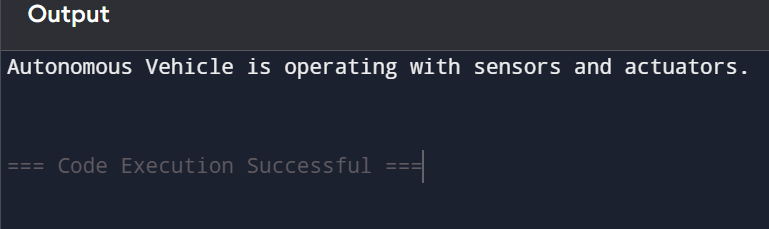 Output
Autonomous Vehicle is operating with sensors and actuators.
=== Code Execution Successful ===